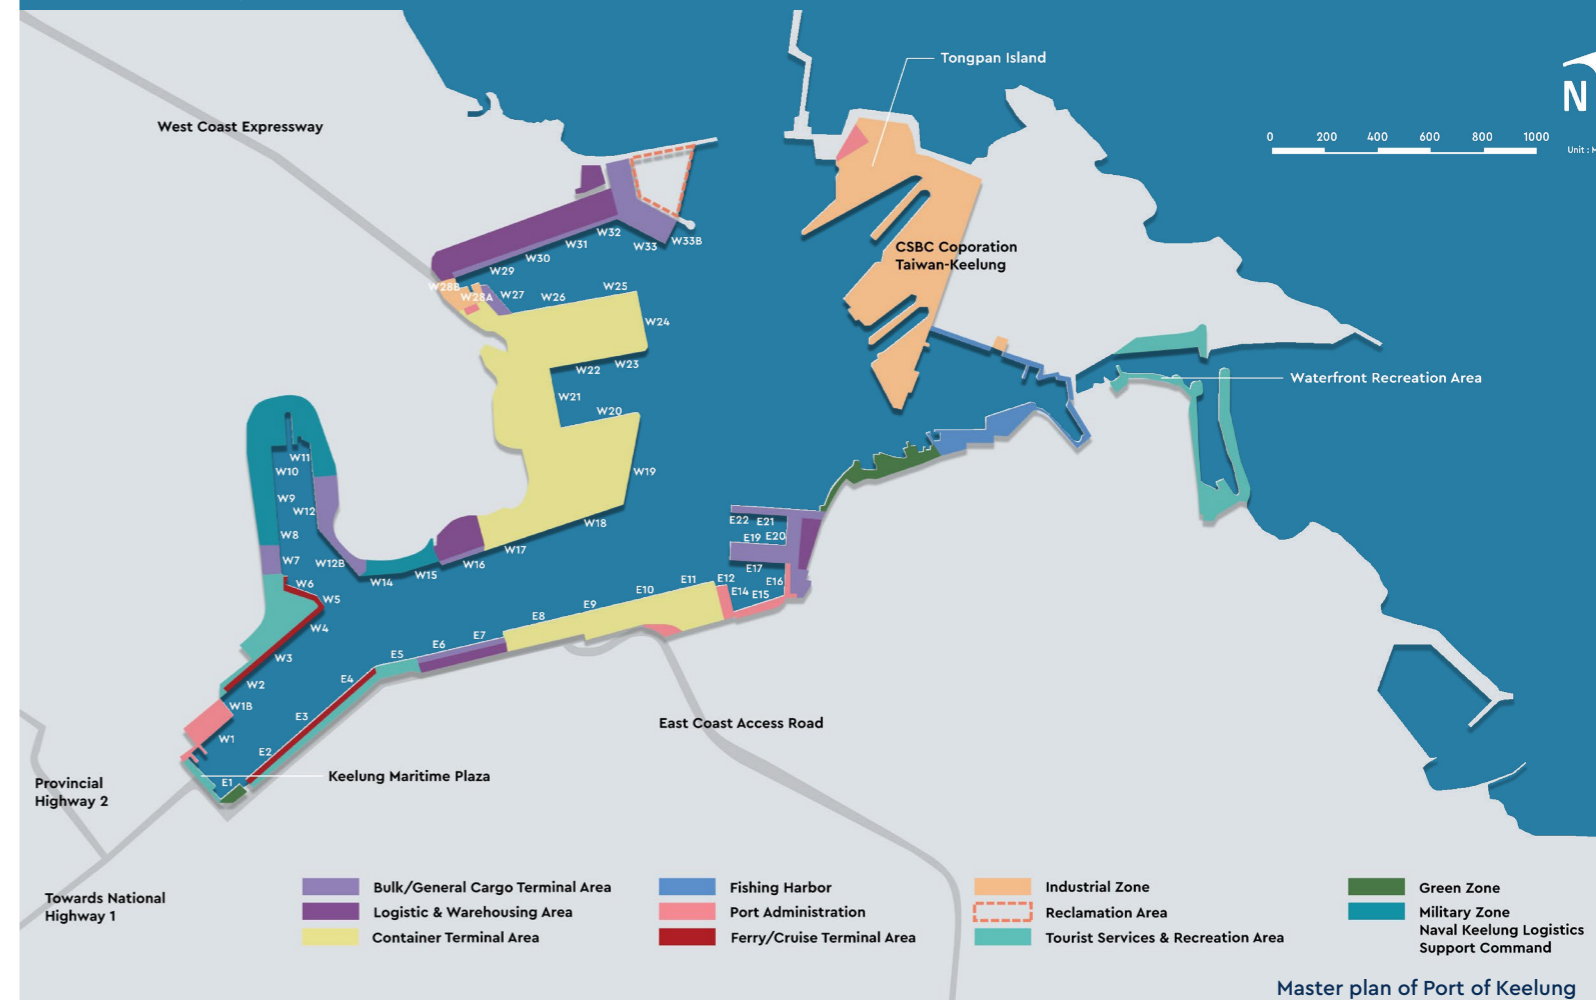 Tongpan Island
N
0 200 400 600 800 1000
Unit : M
West Coast Expressway
CSBC Coporation
Taiwan-Keelung
W32
W31
W33
W33B
W30
W29
W28B
W28A
W27
W26
W25
W24
W23
W22
W21
W20
W19
W18
W17
W16
W15
W14
W12B
W12
W11
W10
W9
W8
W7
W6
W5
W4
W3
W2
W1B
W1
E1
E2
E3
E4
E5
E6
E7
E8
E9
E10
E11
E12
E14
E15
E16
E17
E19
E20
E21
E22
Waterfront Recreation Area
East Coast Access Road
Keelung Maritime Plaza
Provincial
Highway 2
Towards National
Highway 1
Bulk/General Cargo Terminal Area
Logistic & Warehousing Area
Container Terminal Area
Fishing Harbor
Port Administration
Ferry/Cruise Terminal Area
Industrial Zone
Reclamation Area
Tourist Services & Recreation Area
Green Zone
Military Zone
Naval Keelung Logistics
Support Command
Master plan of Port of Keelung